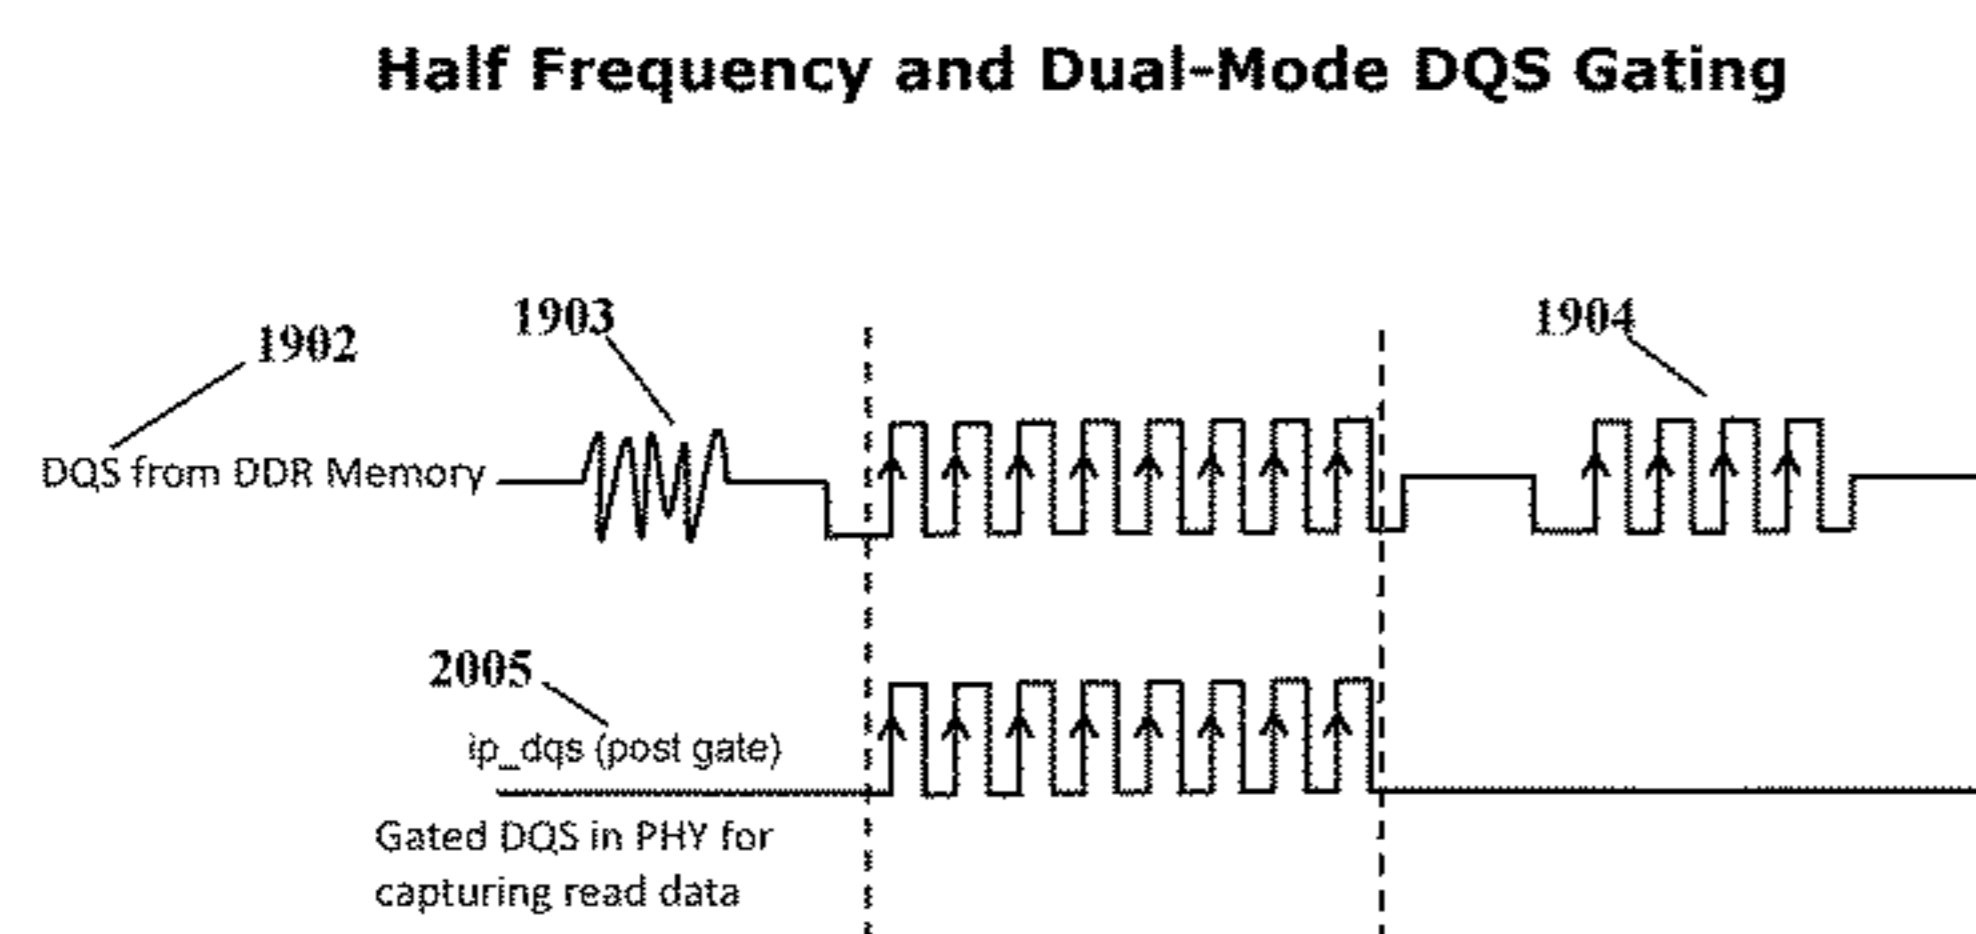 Half Frequency and Dual-Mode DQS Gating
1902
1903
1904
DQS from DDR Memory
2005
ip_dqs (post gate)
Gated DQS in PHY for
capturing read data